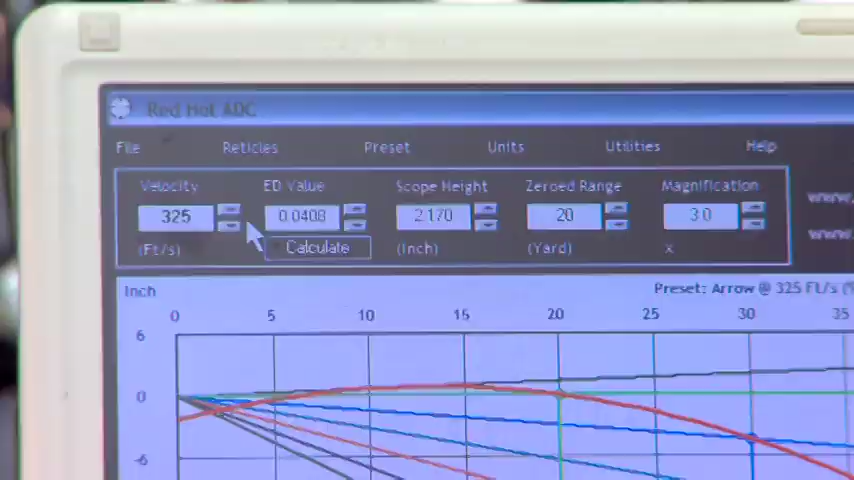 Red Hot ADC
File Reticles Preset Units Utilities Help
Velocity ED Value Scope Height Zeroed Range Magnification
325 0.0408 2.170 20 3.0
(Ft/s) Calculate (Inch) (Yard) x
www.
www.
Inch Preset: Arrow @ 325 Ft/s
0 5 10 15 20 25 30 35
6
0
-6